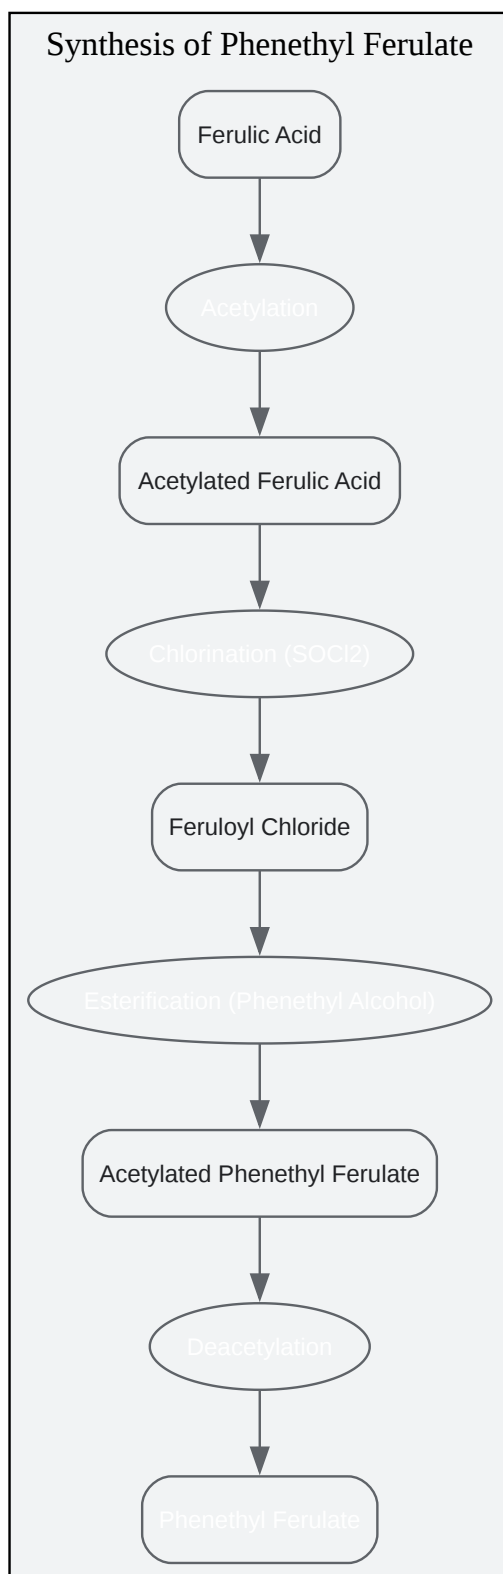 Synthesis of Phenethyl Ferulate
Ferulic Acid
Acetylation
Acetylated Ferulic Acid
Chlorination (SOCl2)
Feruloyl Chloride
Esterification (Phenethyl Alcohol)
Acetylated Phenethyl Ferulate
Deacetylation
Phenethyl Ferulate